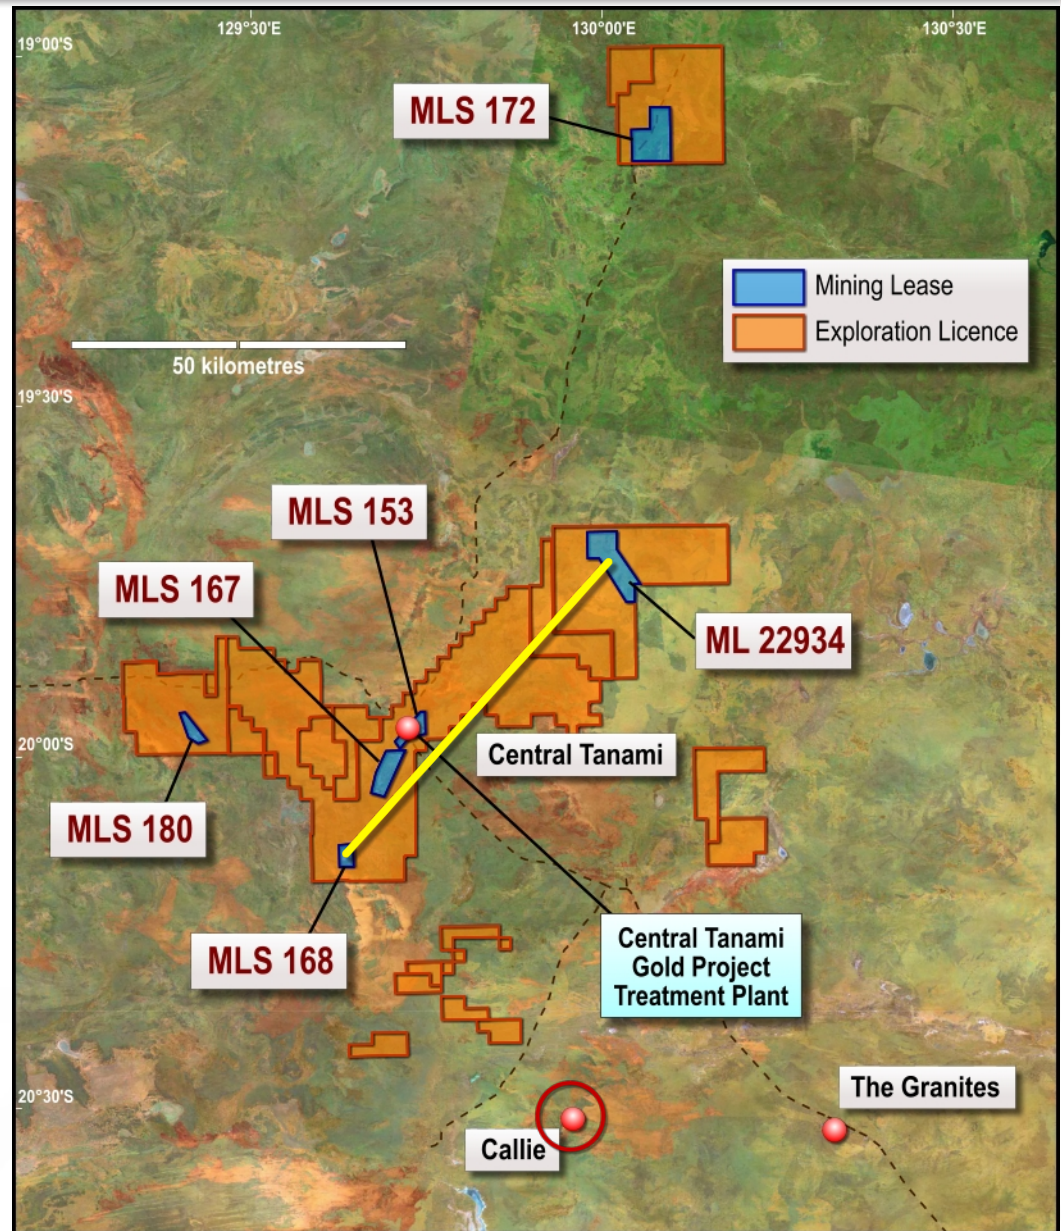 129°30'E
130°00'E
130°30'E
19°00'S
MLS 172
Mining Lease
Exploration Licence
50 kilometres
19°30'S
MLS 153
MLS 167
ML 22934
20°00'S
Central Tanami
MLS 180
MLS 168
Central Tanami
Gold Project
Treatment Plant
The Granites
20°30'S
Callie